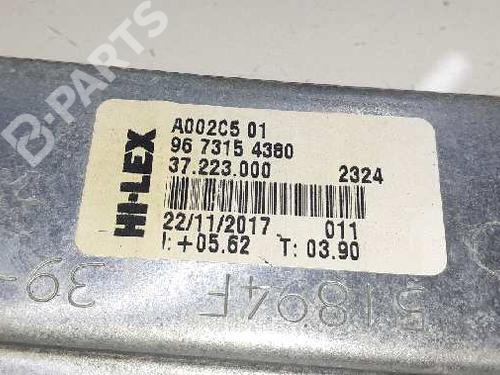 B-PARTS
HI-LEX
A002C5 01
96 7315 4380
37.223.000 2324
22/11/2017 011
I: +05.62 T: 03.90
39-
51894F